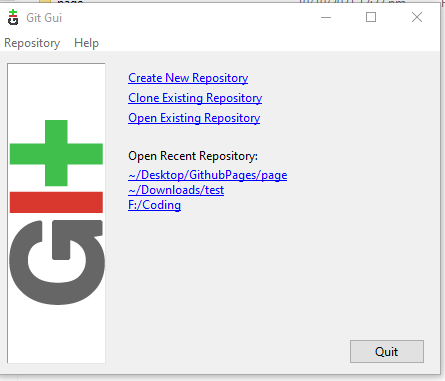 Git Gui
Repository Help
Create New Repository
Clone Existing Repository
Open Existing Repository
Open Recent Repository:
~/Desktop/GithubPages/page
~/Downloads/test
F:/Coding
Quit